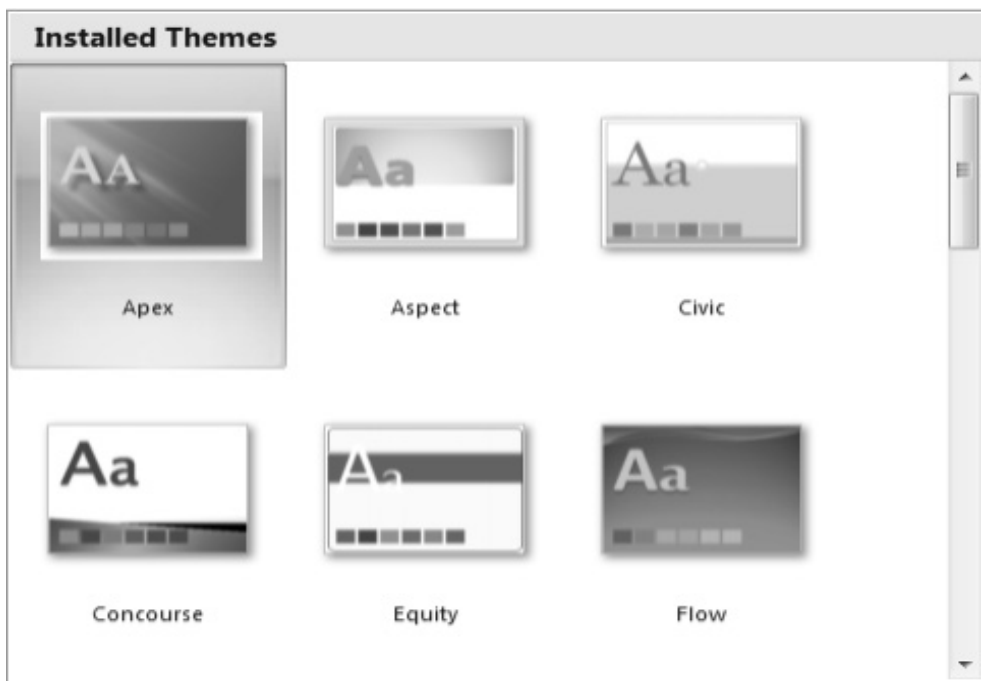 Installed Themes
AA Aa Aa
Apex Aspect Civic
Aa Aa Aa
Concourse Equity Flow